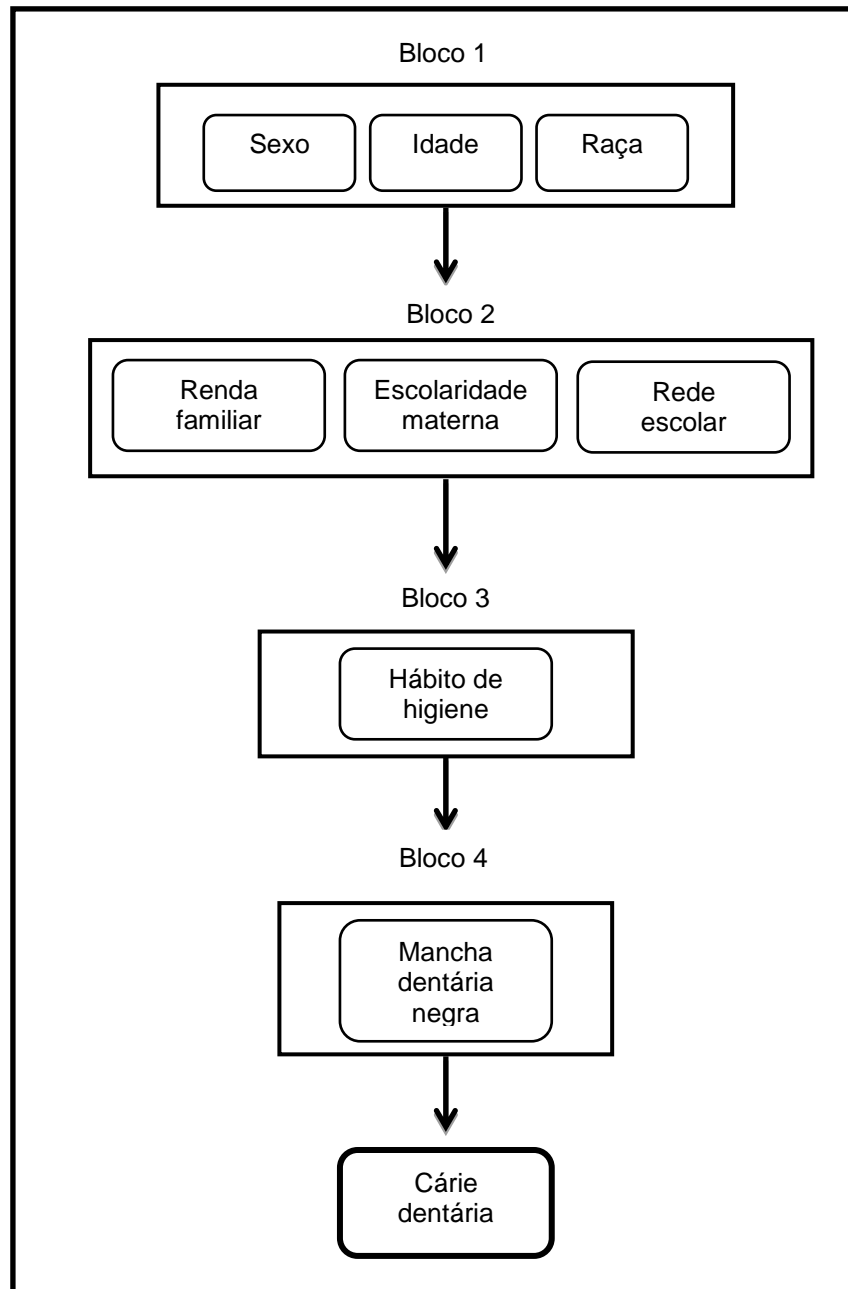 Bloco 1
Sexo
Idade
Raça
Bloco 2
Renda
familiar
Escolaridade
materna
Rede
escolar
Bloco 3
Hábito de
higiene
Bloco 4
Mancha
dentária
negra
Cárie
dentária